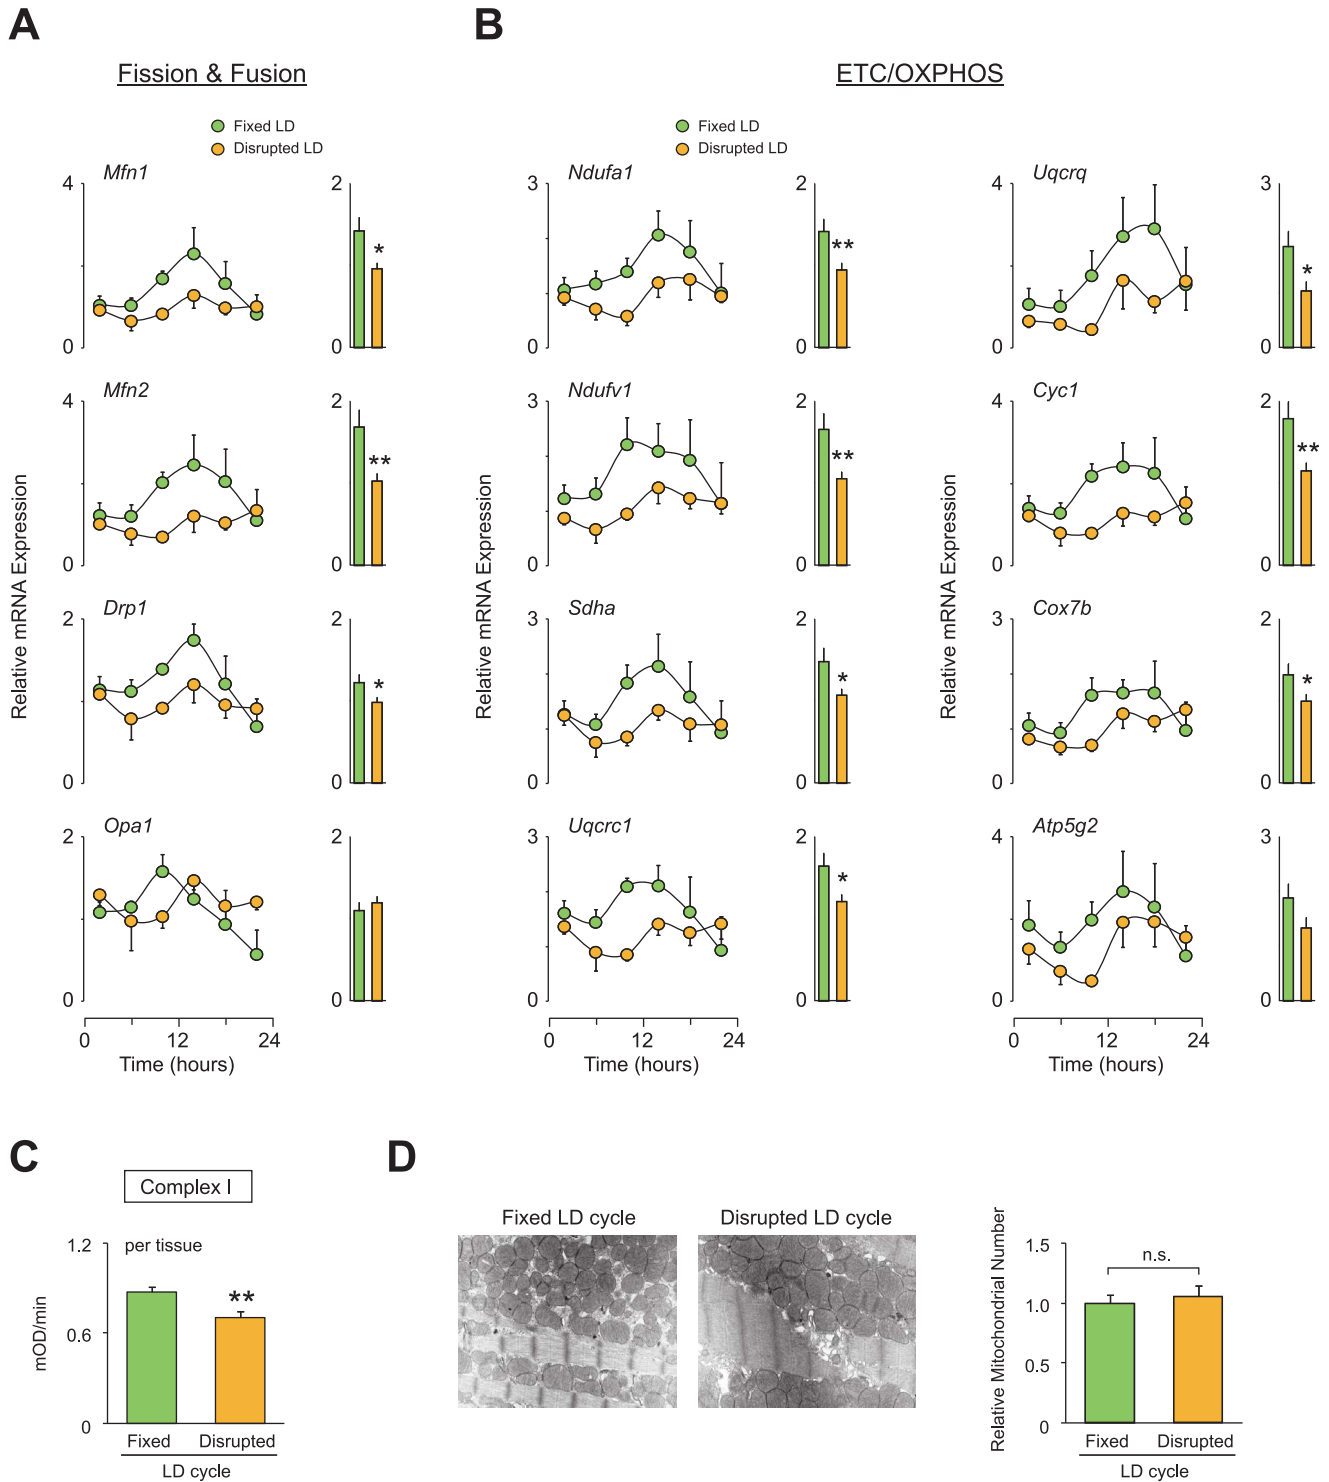 A
B
Fission & Fusion
ETC/OXPHOS
Fixed LD
Disrupted LD
Fixed LD
Disrupted LD
Relative mRNA Expression
Mfn1
4
0
2
0
*
Mfn2
4
0
2
0
**
Drp1
2
0
2
0
*
Opa1
2
0
2
0
0 12 24
Time (hours)
Relative mRNA Expression
Ndufa1
3
0
2
0
**
Ndufv1
3
0
2
0
**
Sdha
3
0
2
0
*
Uqcrc1
3
0
2
0
*
0 12 24
Time (hours)
Relative mRNA Expression
Uqcrq
4
0
3
0
*
Cyc1
4
0
2
0
**
Cox7b
3
0
2
0
*
Atp5g2
4
0
3
0
0 12 24
Time (hours)
C
Complex I
per tissue
mOD/min
1.2
0.6
0
**
Fixed Disrupted
LD cycle
D
Fixed LD cycle
Disrupted LD cycle
Relative Mitochondrial Number
1.5
1.0
0.5
0
n.s.
Fixed Disrupted
LD cycle